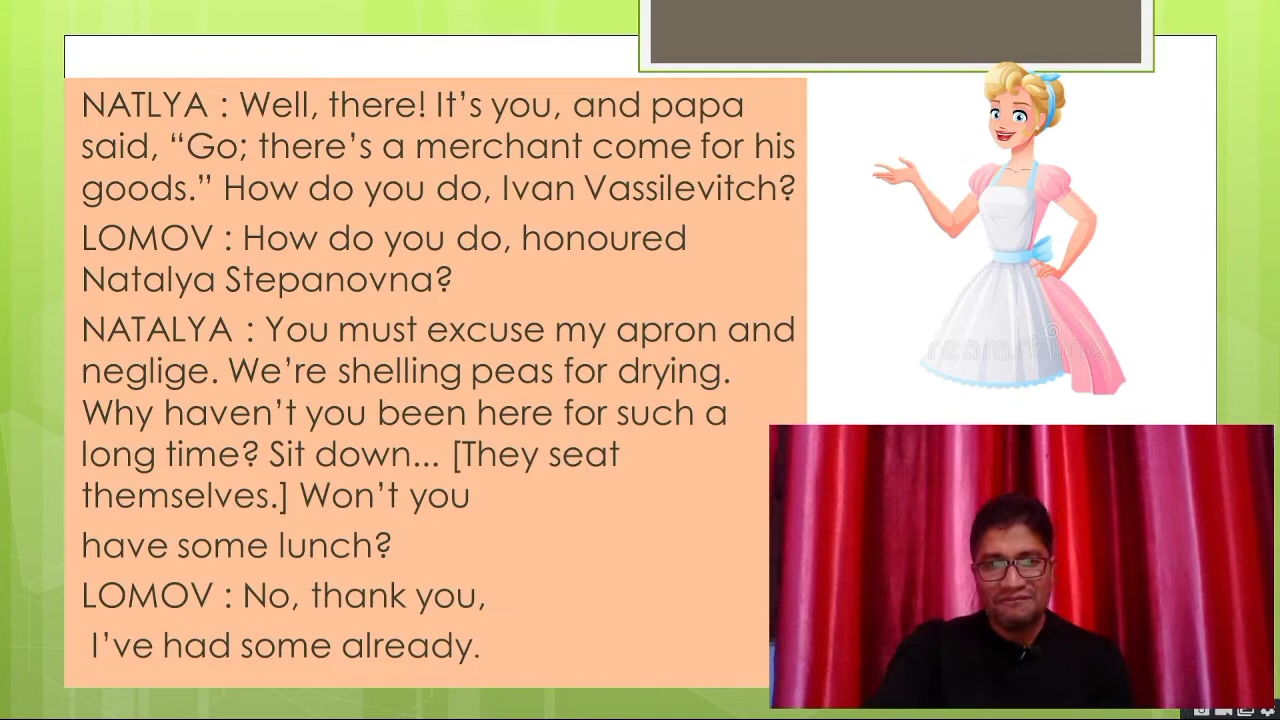 NATLYA : Well, there! It’s you, and papa
said, “Go; there’s a merchant come for his
goods.” How do you do, Ivan Vassilevitch?
LOMOV : How do you do, honoured
Natalya Stepanovna?
NATALYA : You must excuse my apron and
neglige. We’re shelling peas for drying.
Why haven’t you been here for such a
long time? Sit down... [They seat
themselves.] Won’t you
have some lunch?
LOMOV : No, thank you,
I’ve had some already.